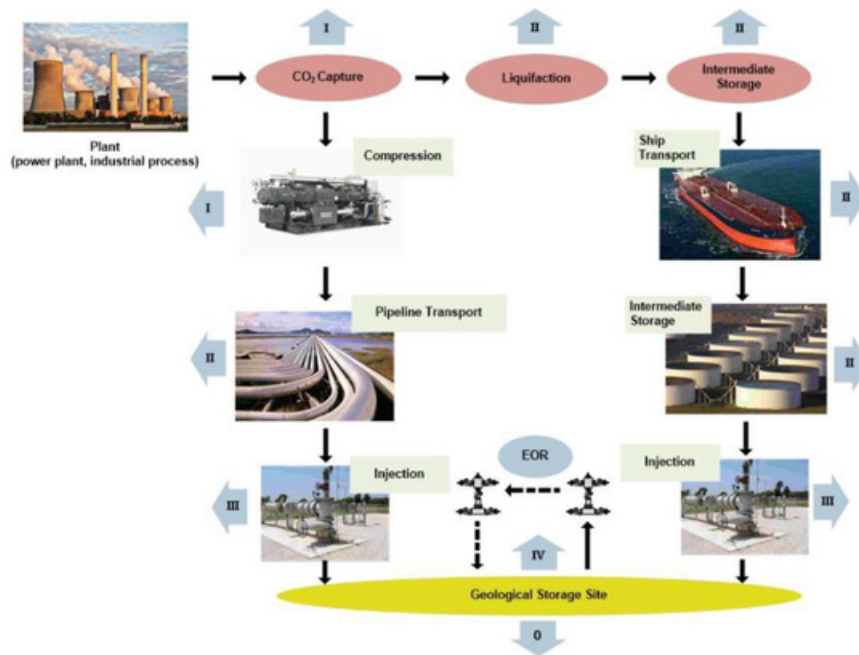 I
II
II
CO₂ Capture
Liquifaction
Intermediate
Storage
Plant
(power plant, industrial process)
Compression
Ship
Transport
I
II
Pipeline Transport
Intermediate
Storage
II
II
Injection
EOR
Injection
III
III
IV
Geological Storage Site
0